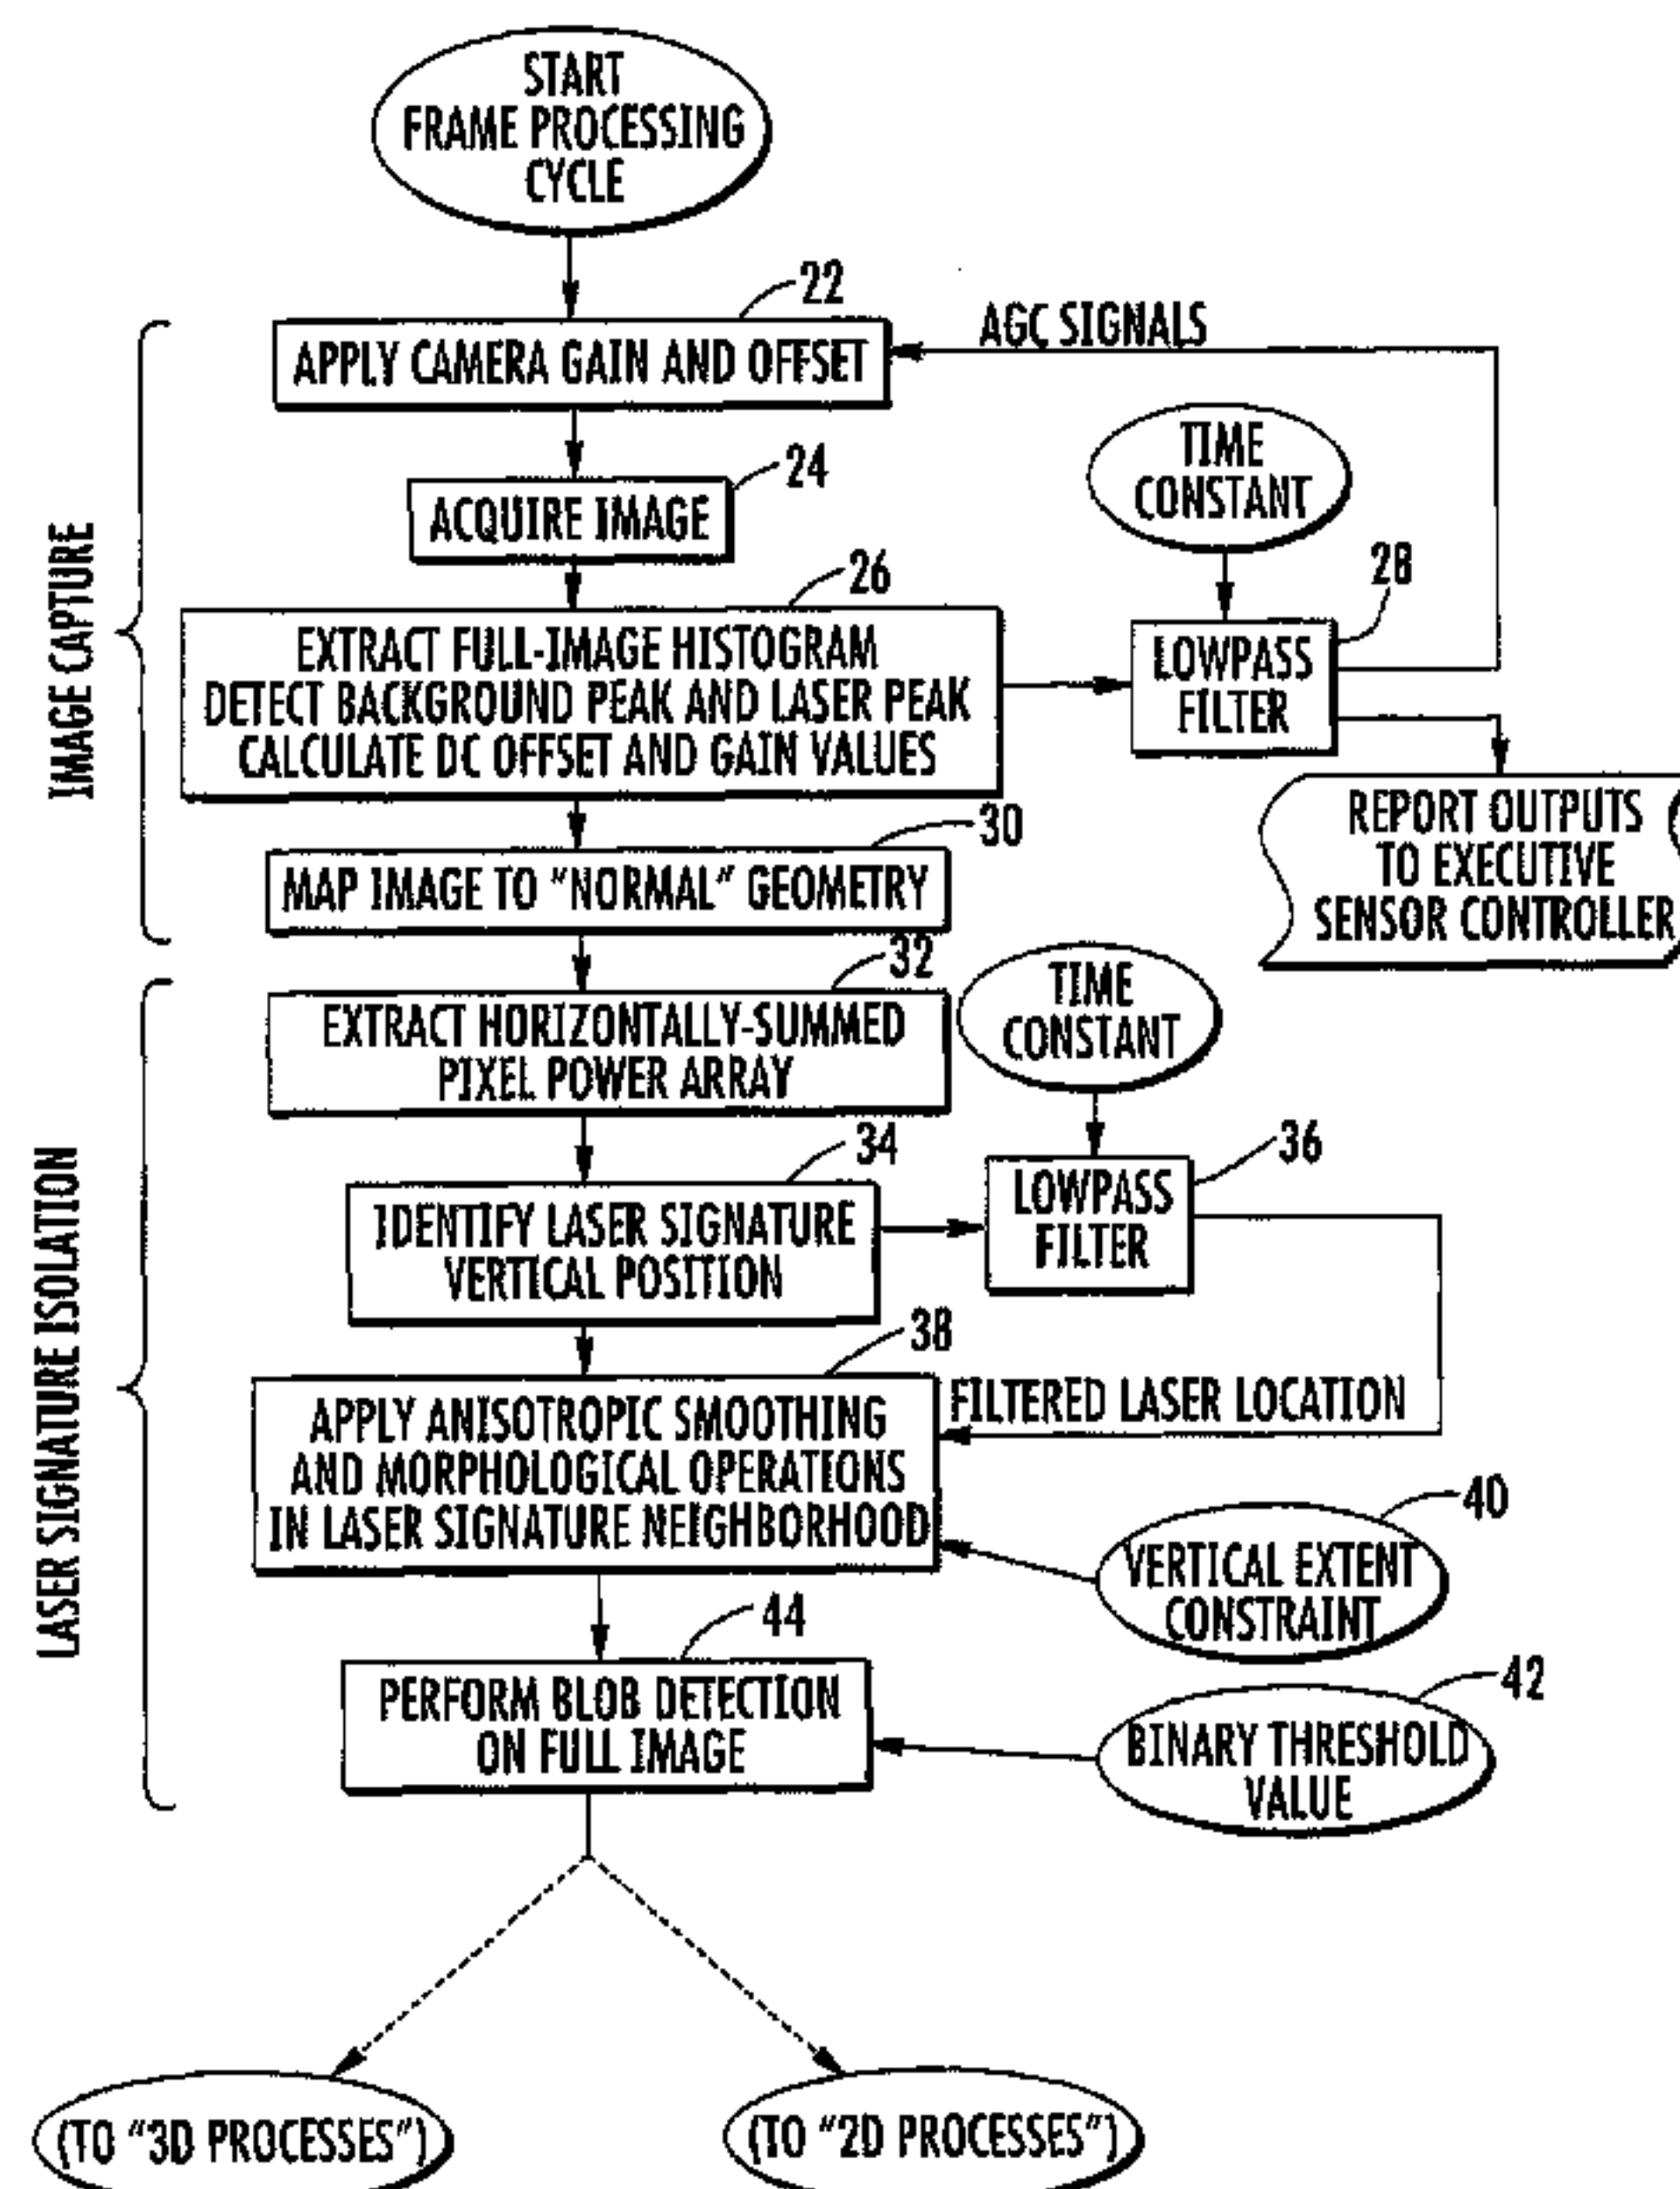 START
FRAME PROCESSING
CYCLE
22
APPLY CAMERA GAIN AND OFFSET
AGC SIGNALS
24
ACQUIRE IMAGE
TIME
CONSTANT
IMAGE CAPTURE
26
EXTRACT FULL-IMAGE HISTOGRAM
DETECT BACKGROUND PEAK AND LASER PEAK
CALCULATE DC OFFSET AND GAIN VALUES
28
LOWPASS
FILTER
REPORT OUTPUTS
TO EXECUTIVE
SENSOR CONTROLLER
30
MAP IMAGE TO "NORMAL" GEOMETRY
32
EXTRACT HORIZONTALLY-SUMMED
PIXEL POWER ARRAY
TIME
CONSTANT
LASER SIGNATURE ISOLATION
34
IDENTIFY LASER SIGNATURE
VERTICAL POSITION
36
LOWPASS
FILTER
38
APPLY ANISOTROPIC SMOOTHING
AND MORPHOLOGICAL OPERATIONS
IN LASER SIGNATURE NEIGHBORHOOD
FILTERED LASER LOCATION
40
VERTICAL EXTENT
CONSTRAINT
44
PERFORM BLOB DETECTION
ON FULL IMAGE
42
BINARY THRESHOLD
VALUE
(TO "3D PROCESSES")
(TO "2D PROCESSES")